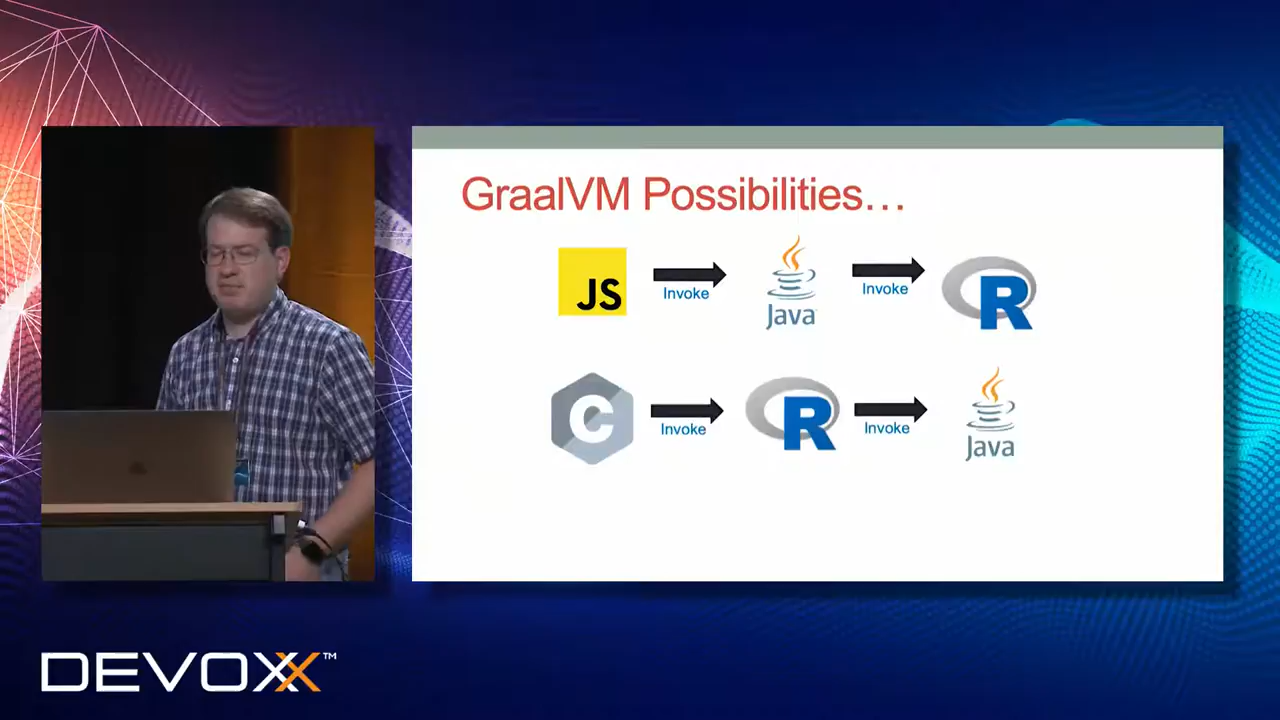 GraalVM Possibilities…
JS
Invoke
Java
Invoke
R
C
Invoke
R
Invoke
Java
DEVOXX™